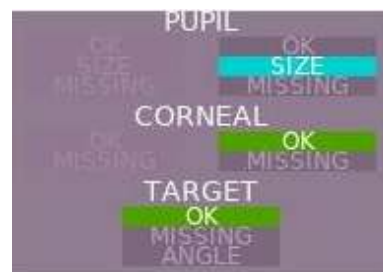 PUPIL
OK OK
SIZE SIZE
MISSING MISSING
CORNEAL
OK OK
MISSING MISSING
TARGET
OK
MISSING
ANGLE